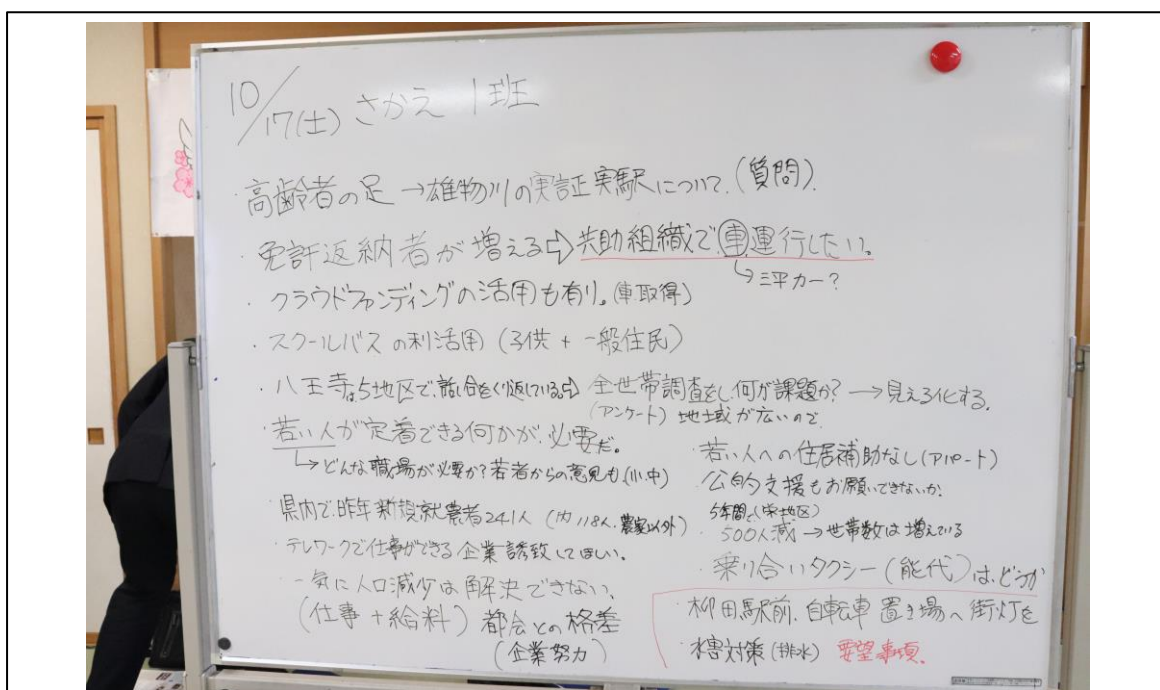 10/17(土) さかえ 1班
・高齢者の足 →雄物川の実証実験について.(質問).
・免許返納者が増える⇨共助組織で車運行したい。
↳三平カー?
・クラウドファンディングの活用も有り。(車取得)
・スクールバスの利活用 (子供 + 一般住民)
・八王寺は5地区で、話し合をくり返している⇨ 全世帯調査をし、何が課題か? → 見える化する。
(アンケート) 地域が広いので
・若い人が定着できる何かが、必要だ。
↳どんな職場が必要か?若者からの意見も、(小.中)
県内で、昨年新規就農者241人 (内118人.農家以外)
・テレワークで仕事ができる企業誘致してほしい。
・一気に人口減少は解決できない、
(仕事 + 給料) 都会との格差
(企業努力)
・若い人への住居補助なし(アパート)
公的支援もお願いできないか.
5年間で(栄地区)
・500人減 → 世帯数は増えている
・乗り合いタクシー (能代) は、どうか
・柳田駅前、自転車置き場へ街灯を
・水害対策 (排水) 要望事項.